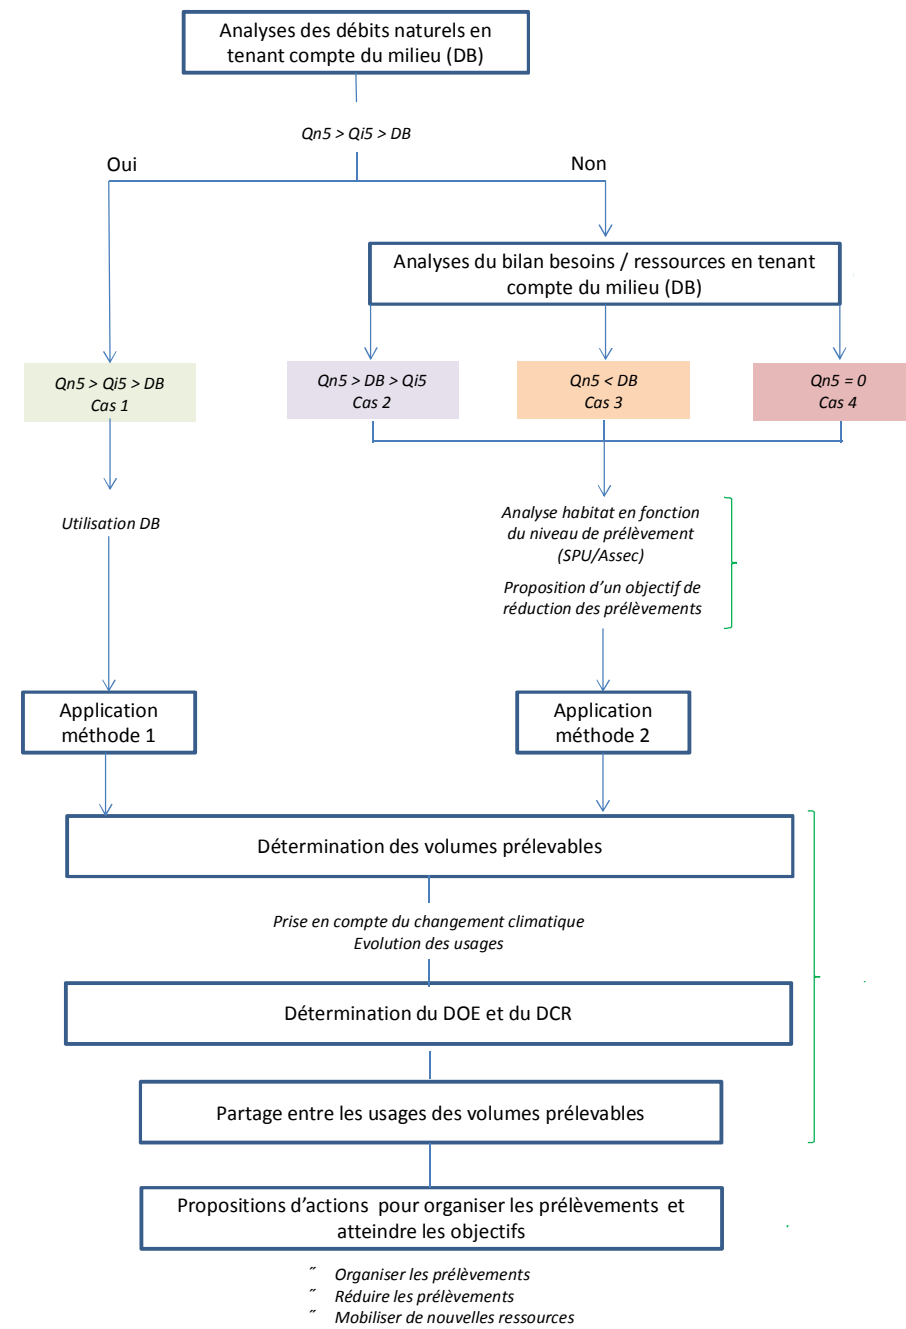 Analyses des débits naturels en
tenant compte du milieu (DB)
Qn5 > Qi5 > DB
Oui
Non
Analyses du bilan besoins / ressources en tenant
compte du milieu (DB)
Qn5 > Qi5 > DB
Cas 1
Qn5 > DB > Qi5
Cas 2
Qn5 < DB
Cas 3
Qn5 = 0
Cas 4
Utilisation DB
Analyse habitat en fonction
du niveau de prélèvement
(SPU/Assec)
Proposition d’un objectif de
réduction des prélèvements
Application
méthode 1
Application
méthode 2
Détermination des volumes prélevables
Prise en compte du changement climatique
Evolution des usages
Détermination du DOE et du DCR
Partage entre les usages des volumes prélevables
Propositions d’actions pour organiser les prélèvements et
atteindre les objectifs
˝ Organiser les prélèvements
˝ Réduire les prélèvements
˝ Mobiliser de nouvelles ressources